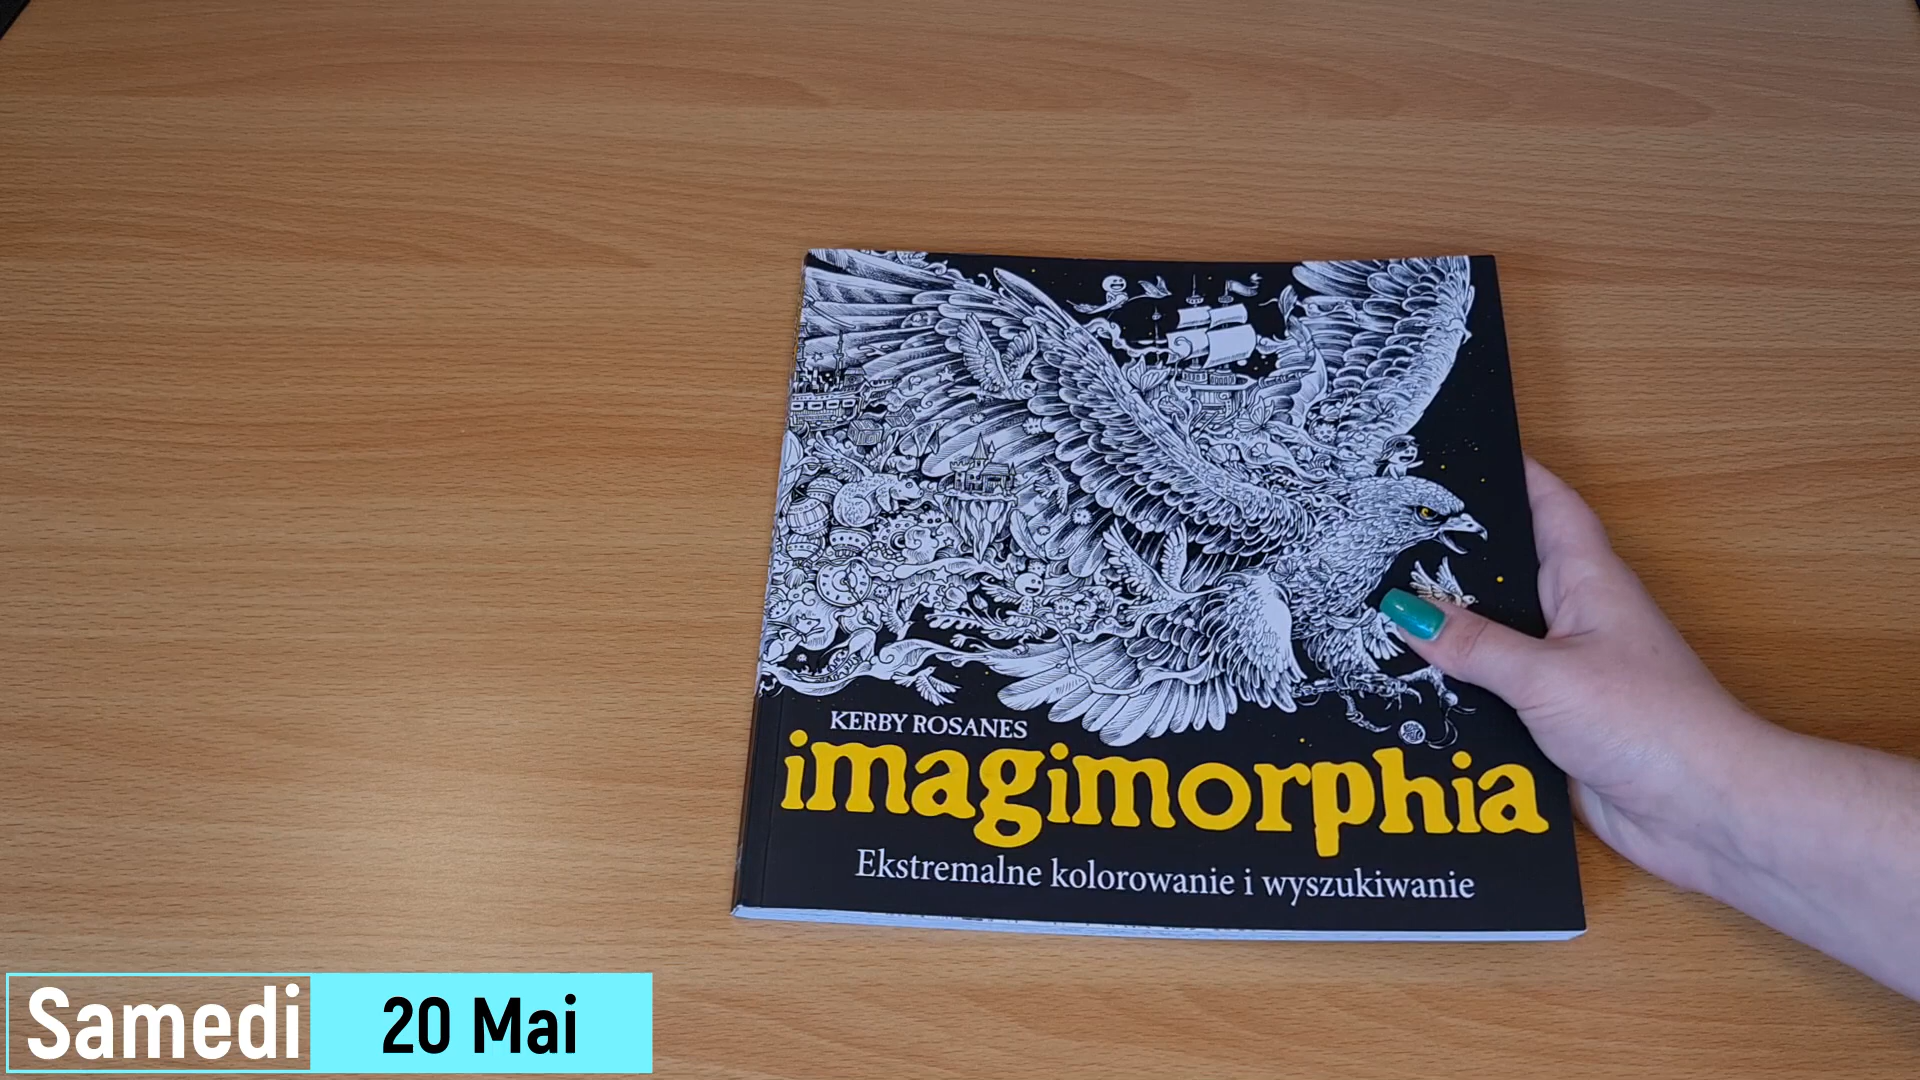 KERBY ROSANES
imagimorphia
Ekstremalne kolorowanie i wyszukiwanie
Samedi 20 Mai